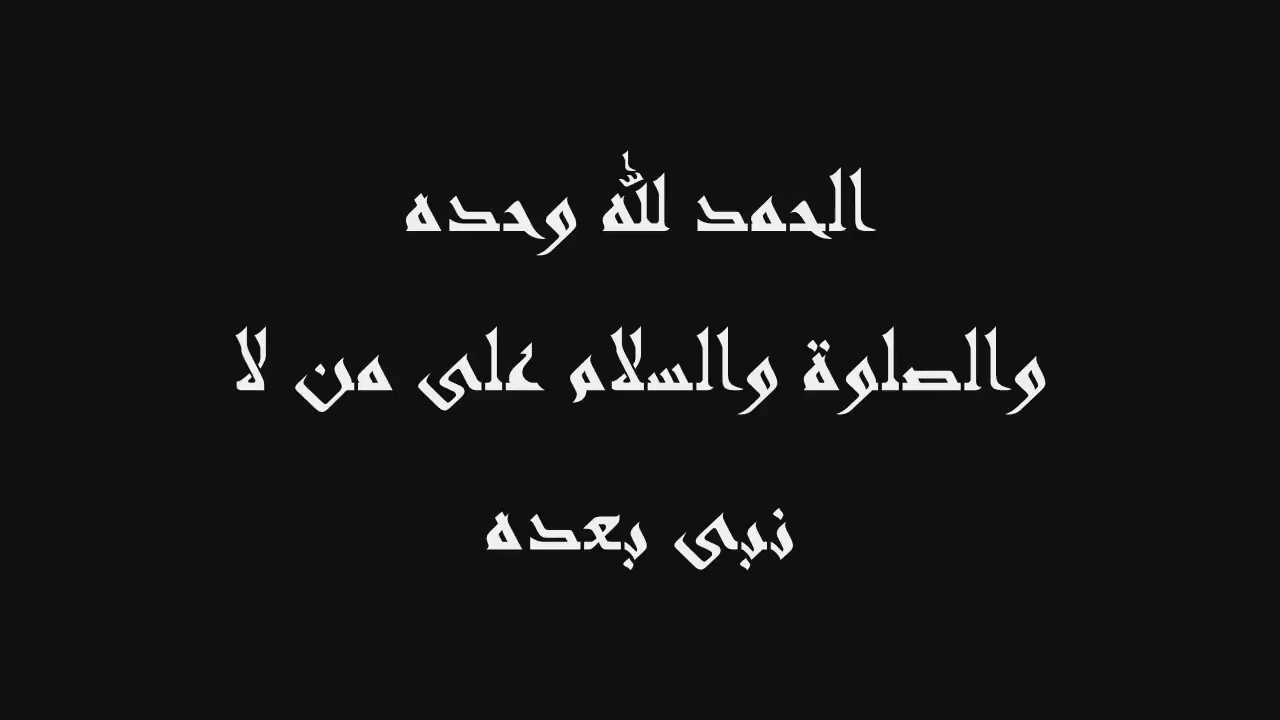 الحمد لله وحده
والصلوة والسلام على من لا
نبى بعده